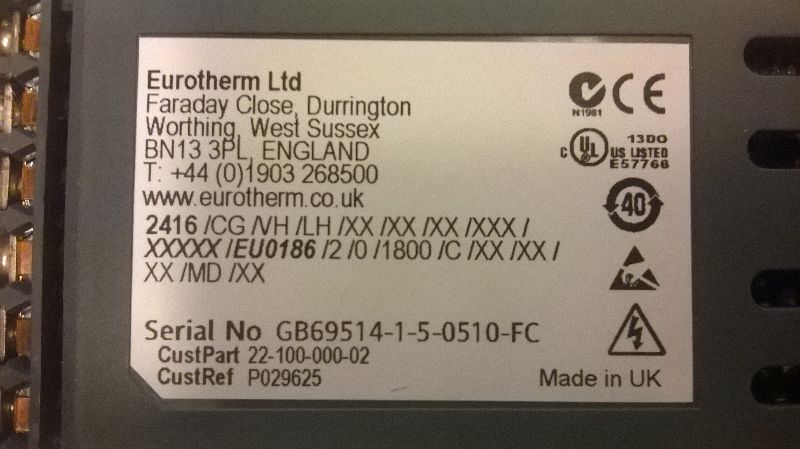 Eurotherm Ltd
Faraday Close, Durrington
Worthing, West Sussex
BN13 3PL, ENGLAND
T: +44 (0)1903 268500
www.eurotherm.co.uk
2416 /CG /VH /LH /XX /XX /XX /XXX /
XXXXX /EU0186 /2 /0 /1800 /C /XX /XX /
XX /MD /XX
Serial No GB69514-1-5-0510-FC
CustPart 22-100-000-02
CustRef P029625
N1981
CE
13DO
C UL US LISTED
E57766
40
Made in UK